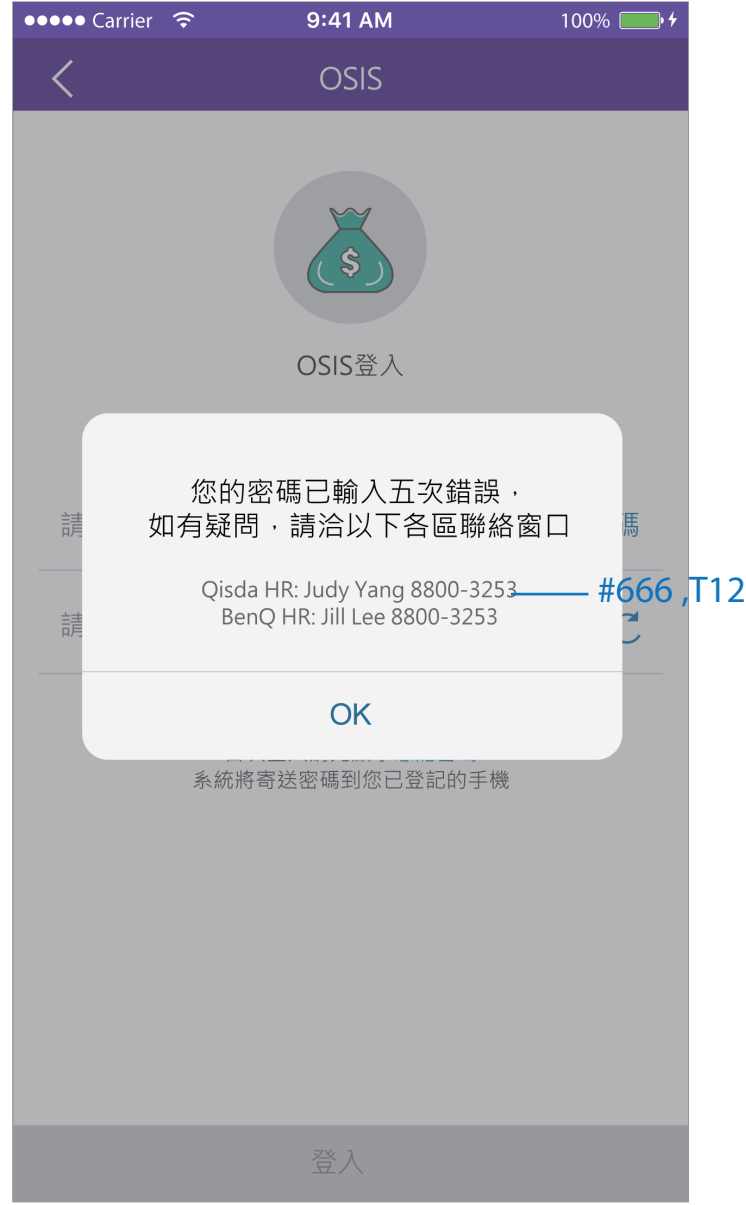 Carrier 9:41 AM 100%
OSIS
$
OSIS登入
您的密碼已輸入五次錯誤，
如有疑問，請洽以下各區聯絡窗口
請 碼
Qisda HR: Judy Yang 8800-3253 #666 ,T12
BenQ HR: Jill Lee 8800-3253
請
OK
系統將寄送密碼到您已登記的手機
登入